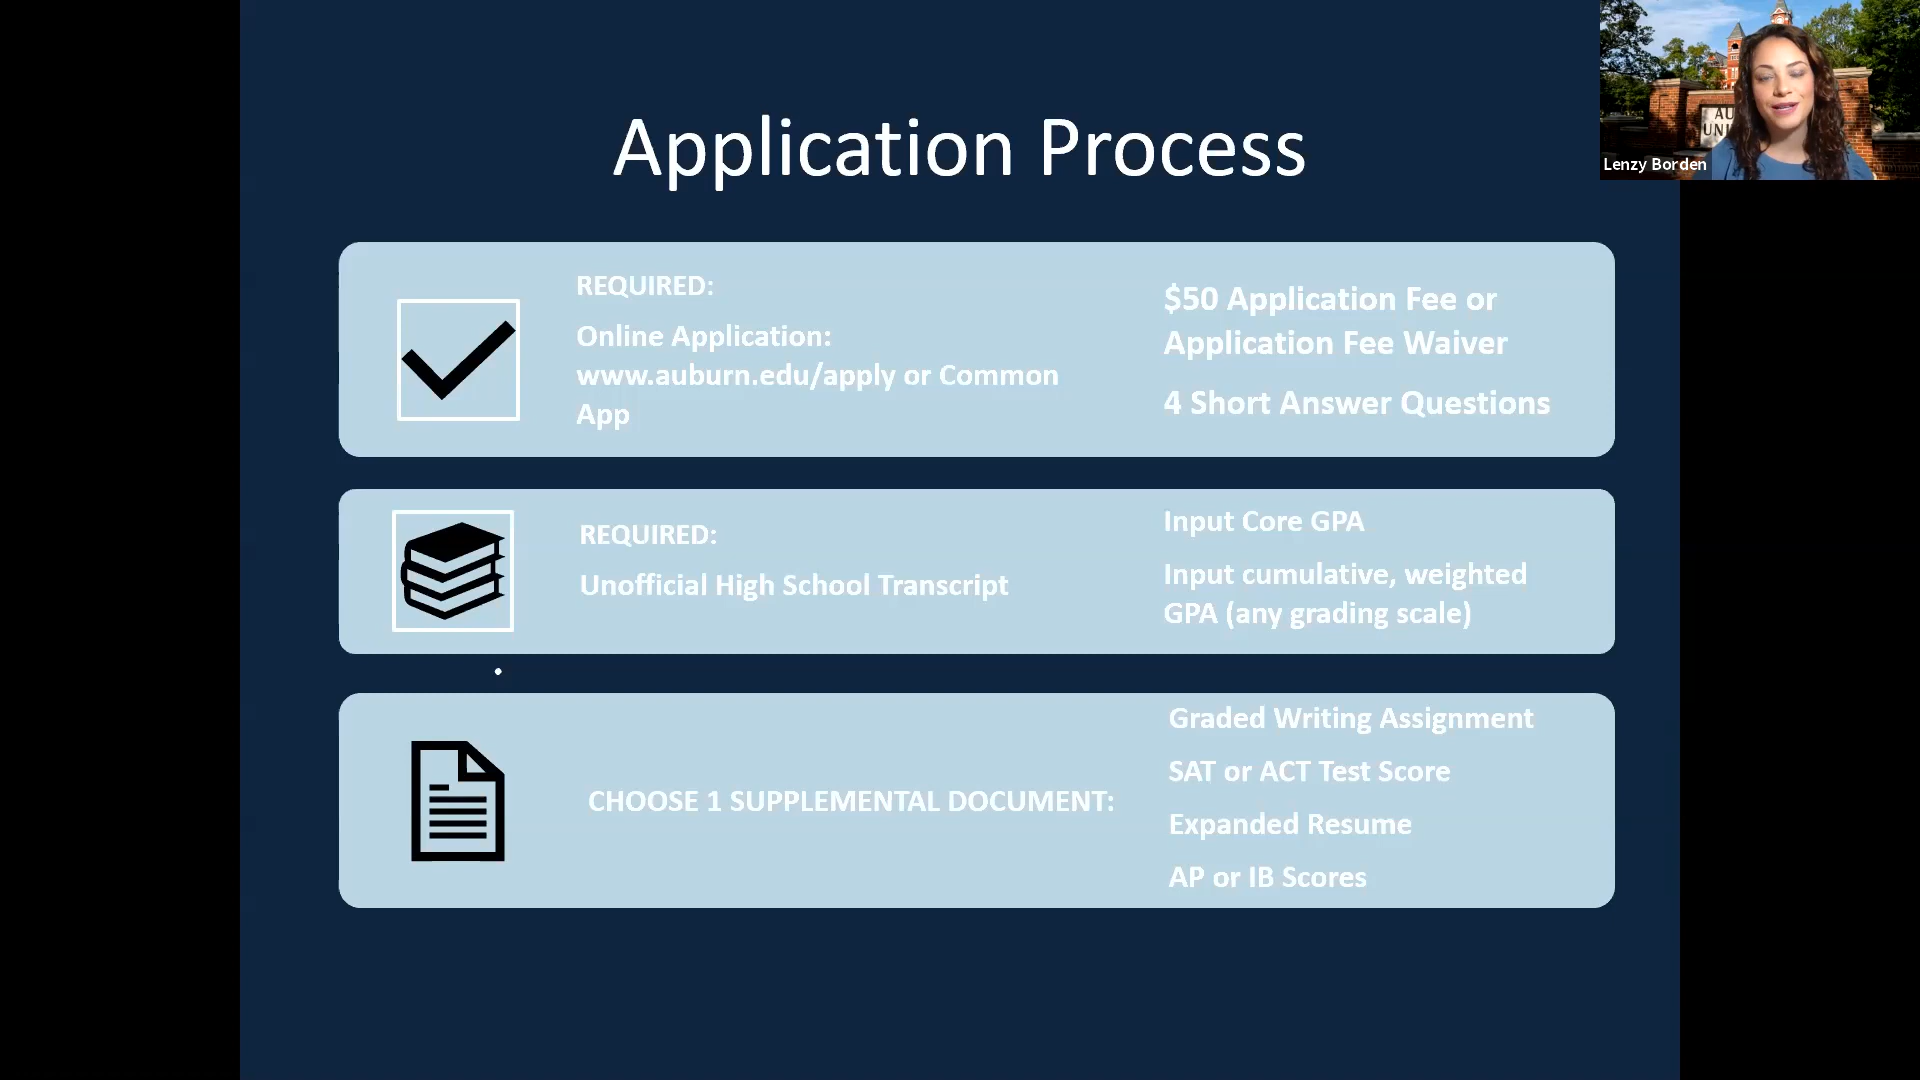 Application Process
REQUIRED:
Online Application:
www.auburn.edu/apply or Common
App
$50 Application Fee or
Application Fee Waiver
4 Short Answer Questions
REQUIRED:
Unofficial High School Transcript
Input Core GPA
Input cumulative, weighted
GPA (any grading scale)
CHOOSE 1 SUPPLEMENTAL DOCUMENT:
Graded Writing Assignment
SAT or ACT Test Score
Expanded Resume
AP or IB Scores
AU
UNI
Lenzy Borden